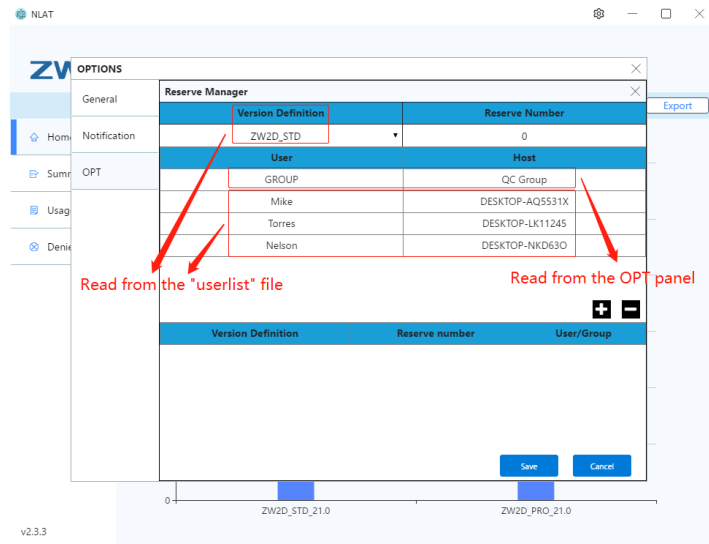 NLAT
ZW
OPTIONS
Reserve Manager
General
Export
Version Definition Reserve Number
Home
Notification
ZW2D_STD 0
User Host
Summ
OPT
GROUP QC Group
Mike DESKTOP-AQ5531X
Usag
Torres DESKTOP-LK11245
Denie
Nelson DESKTOP-NKD63O
Read from the "userlist" file
Read from the OPT panel
Version Definition Reserve number User/Group
Save Cancel
0
ZW2D_STD_21.0 ZW2D_PRO_21.0
v2.3.3